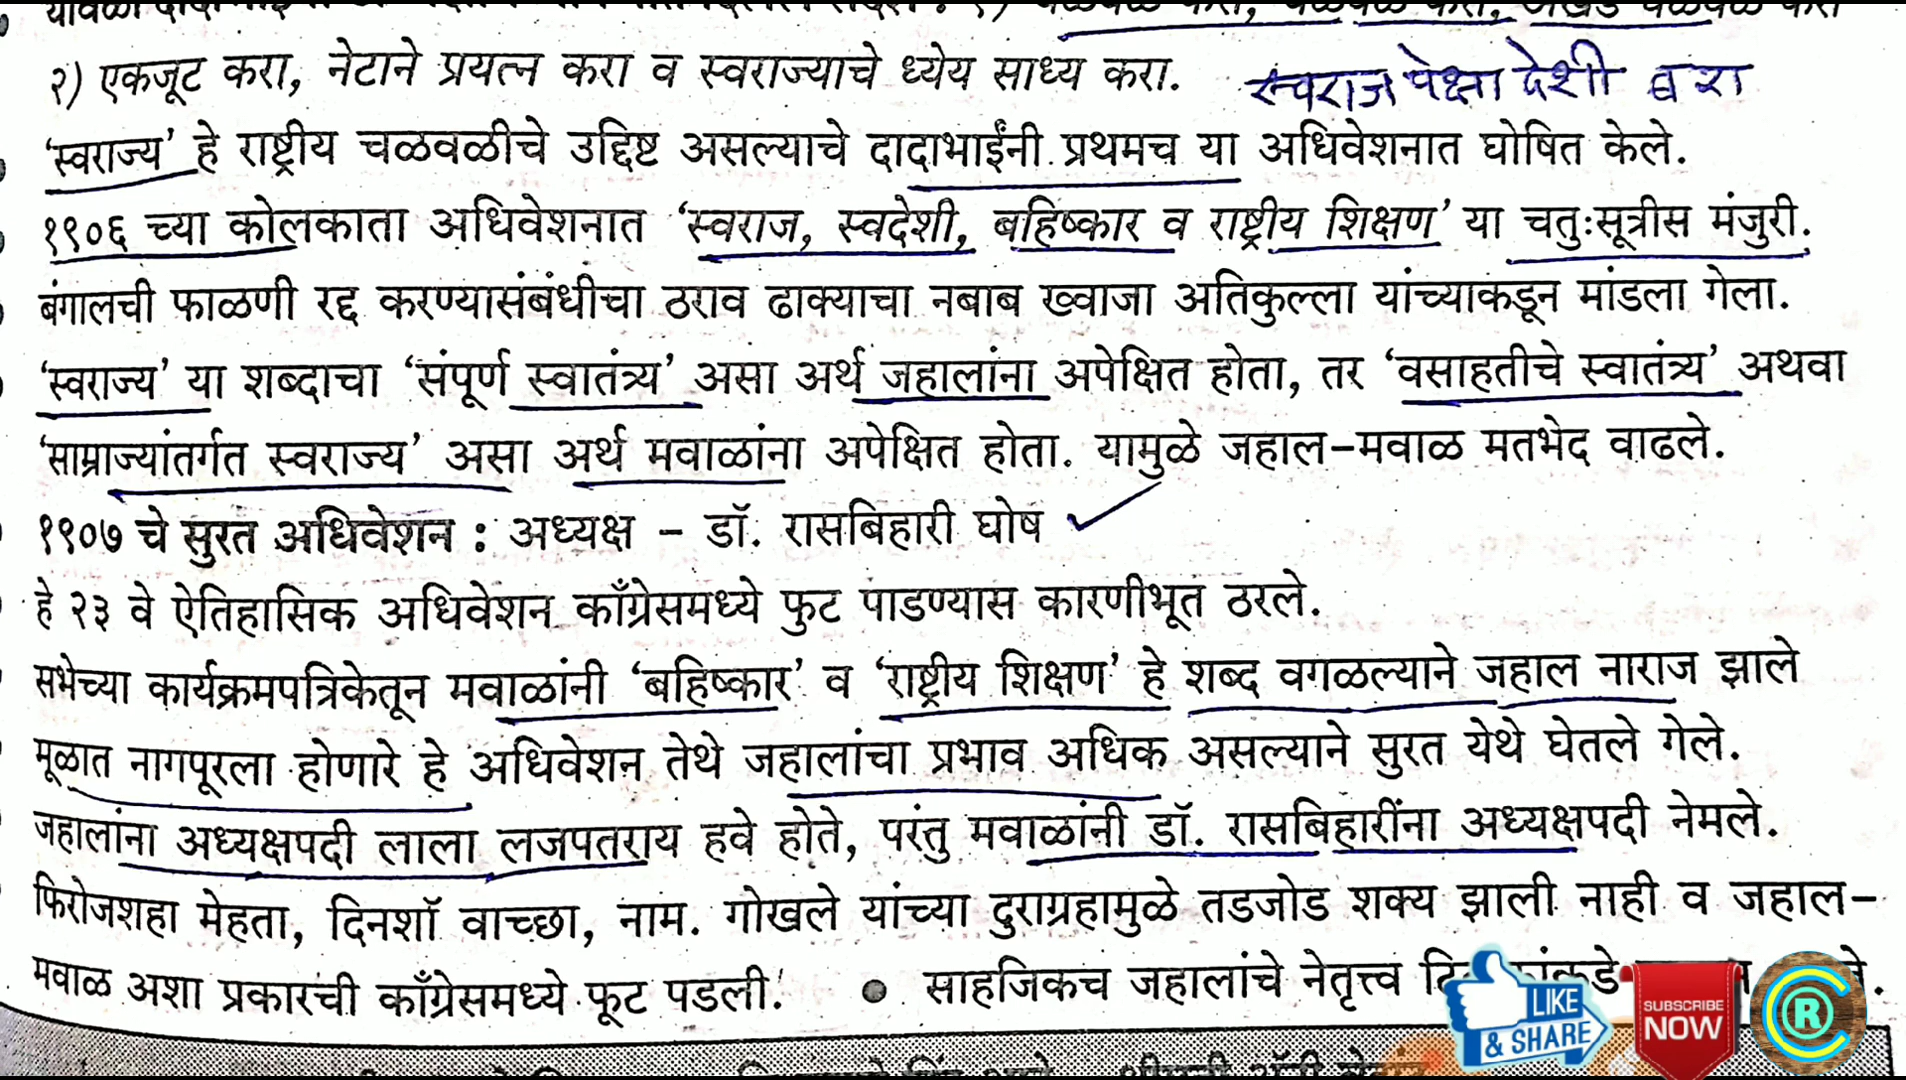 २) एकजूट करा, नेटाने प्रयत्न करा व स्वराज्याचे ध्येय साध्य करा. स्वराज पेक्षा देशी बरा
'स्वराज्य' हे राष्ट्रीय चळवळीचे उद्दिष्ट असल्याचे दादाभाईंनी प्रथमच या अधिवेशनात घोषित केले.
१९०६ च्या कोलकाता अधिवेशनात 'स्वराज, स्वदेशी, बहिष्कार व राष्ट्रीय शिक्षण' या चतुःसूत्रीस मंजुरी.
बंगालची फाळणी रद्द करण्यासंबंधीचा ठराव ढाक्याचा नबाब ख्वाजा अतिकुल्ला यांच्याकडून मांडला गेला.
'स्वराज्य' या शब्दाचा 'संपूर्ण स्वातंत्र्य' असा अर्थ जहालांना अपेक्षित होता, तर 'वसाहतीचे स्वातंत्र्य' अथवा
'साम्राज्यांतर्गत स्वराज्य' असा अर्थ मवाळांना अपेक्षित होता. यामुळे जहाल-मवाळ मतभेद वाढले.
१९०७ चे सुरत अधिवेशन : अध्यक्ष - डॉ. रासबिहारी घोष
हे २३ वे ऐतिहासिक अधिवेशन काँग्रेसमध्ये फुट पाडण्यास कारणीभूत ठरले.
सभेच्या कार्यक्रमपत्रिकेतून मवाळांनी 'बहिष्कार' व 'राष्ट्रीय शिक्षण' हे शब्द वगळल्याने जहाल नाराज झाले
मूळात नागपूरला होणारे हे अधिवेशन तेथे जहालांचा प्रभाव अधिक असल्याने सुरत येथे घेतले गेले.
जहालांना अध्यक्षपदी लाला लजपतराय हवे होते, परंतु मवाळांनी डॉ. रासबिहारींना अध्यक्षपदी नेमले.
फिरोजशहा मेहता, दिनशॉ वाच्छा, नाम. गोखले यांच्या दुराग्रहामुळे तडजोड शक्य झाली नाही व जहाल-
मवाळ अशा प्रकारची काँग्रेसमध्ये फूट पडली. ● साहजिकच जहालांचे नेतृत्त्व
LIKE
& SHARE
SUBSCRIBE
NOW
R